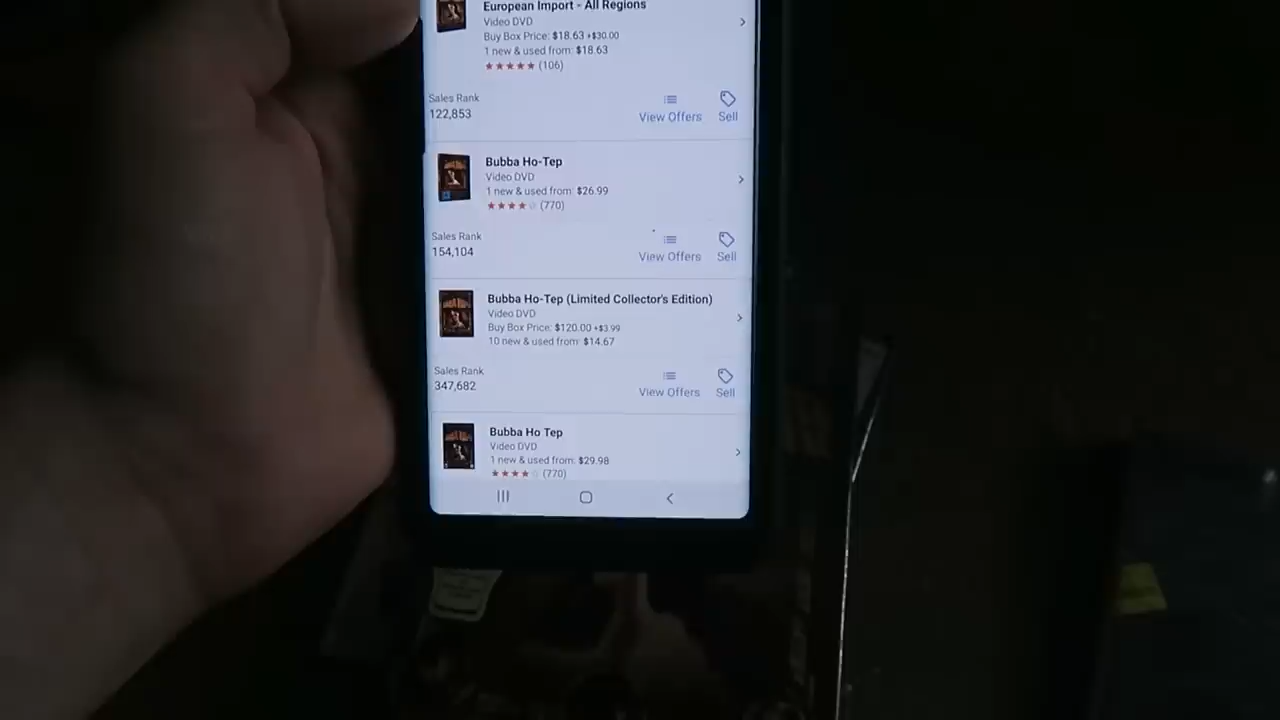 European Import - All Regions
Video DVD
Buy Box Price: $18.63 +$30.00
1 new & used from: $18.63
(106)
Sales Rank
122,853
View Offers
Sell
Bubba Ho-Tep
Video DVD
1 new & used from: $26.99
(770)
Sales Rank
154,104
View Offers
Sell
Bubba Ho-Tep (Limited Collector's Edition)
Video DVD
Buy Box Price: $120.00 +$3.99
10 new & used from: $14.67
Sales Rank
347,682
View Offers
Sell
Bubba Ho Tep
Video DVD
1 new & used from: $29.98
(770)